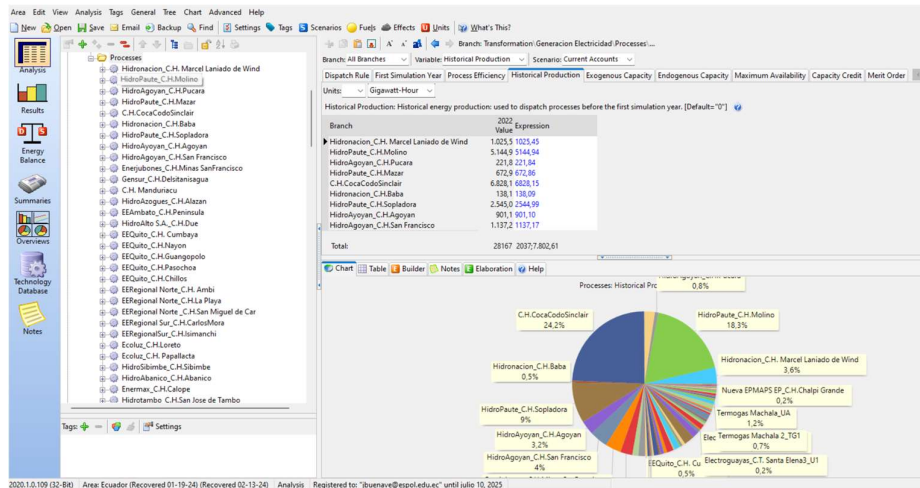 Area Edit View Analysis Tags General Tree Chart Advanced Help
New Open Save Email Backup Find Settings Tags Scenarios Fuels Effects Units What's This?
Analysis
Results
Energy Balance
Summaries
Overviews
Technology Database
Notes
Processes
Hidronacion_C.H. Marcel Laniado de Wind
HidroPaute_C.H.Molino
HidroAgoyan_C.H.Pucara
HidroPaute_C.H.Mazar
C.H.CocaCodoSinclair
Hidronacion_C.H.Baba
HidroPaute_C.H.Sopladora
HidroAyoyan_C.H.Agoyan
HidroAgoyan_C.H.San Francisco
Enerjubones_C.H.Minas SanFrancisco
Gensur_C.H.Delsitanisagua
C.H. Manduriacu
HidroAzogues_C.H.Alazan
EEAmbato_C.H.Peninsula
HidroAlto S.A._C.H.Due
EEQuito_C.H. Cumbaya
EEQuito_C.H.Nayon
EEQuito_C.H.Guangopolo
EEQuito_C.H.Pasochoa
EEQuito_C.H.Chillos
EERegional Norte_C.H. Ambi
EERegional Norte_C.H.La Playa
EERegional Norte _C.H.San Miguel de Car
EERegional Sur_C.H.CarlosMora
EERegionalSur_C.H.Isimanchi
Ecoluz_C.H.Loreto
Ecoluz_C.H. Papallacta
HidroSibimbe_C.H.Sibimbe
HidroAbanico_C.H.Abanico
Enermax_C.H.Calope
Hidrotambo C.H.San Jose de Tambo
Tags: Settings
Branch: Transformation\Generacion Electricidad\Processes\...
Branch: All Branches Variable: Historical Production Scenario: Current Accounts
Dispatch Rule First Simulation Year Process Efficiency Historical Production Exogenous Capacity Endogenous Capacity Maximum Availability Capacity Credit Merit Order
Units: Gigawatt-Hour
Historical Production: Historical energy production: used to dispatch processes before the first simulation year. [Default="0"]
Branch 2022 Value Expression
Hidronacion_C.H. Marcel Laniado de Wind 1.025,5 1025,45
HidroPaute_C.H.Molino 5.144,9 5144,94
HidroAgoyan_C.H.Pucara 221,8 221,84
HidroPaute_C.H.Mazar 672,9 672,86
C.H.CocaCodoSinclair 6.828,1 6828,15
Hidronacion_C.H.Baba 138,1 138,09
HidroPaute_C.H.Sopladora 2.545,0 2544,99
HidroAyoyan_C.H.Agoyan 901,1 901,10
HidroAgoyan_C.H.San Francisco 1.137,2 1137,17
Total: 28167 2037;7.802,61
Chart Table Builder Notes Elaboration Help
Processes: Historical Pro
0,8%
C.H.CocaCodoSinclair
24,2%
HidroPaute_C.H.Molino
18,3%
Hidronacion_C.H. Marcel Laniado de Wind
3,6%
Hidronacion_C.H.Baba
0,5%
Nueva EPMAPS EP_C.H.Chalpi Grande
0,2%
HidroPaute_C.H.Sopladora
9%
Termogas Machala_UA
1,2%
Elec Termogas Machala 2_TG1
0,7%
HidroAyoyan_C.H.Agoyan
3,2%
HidroAgoyan_C.H.San Francisco
4%
EEQuito_C.H. Cu
0,5%
Electroguayas_C.T. Santa Elena3_U1
0,2%
2020.1.0.109 (32-Bit) Area: Ecuador (Recovered 01-19-24) (Recovered 02-13-24) Analysis Registered to: "jbuenave@espol.edu.ec" until julio 10, 2025